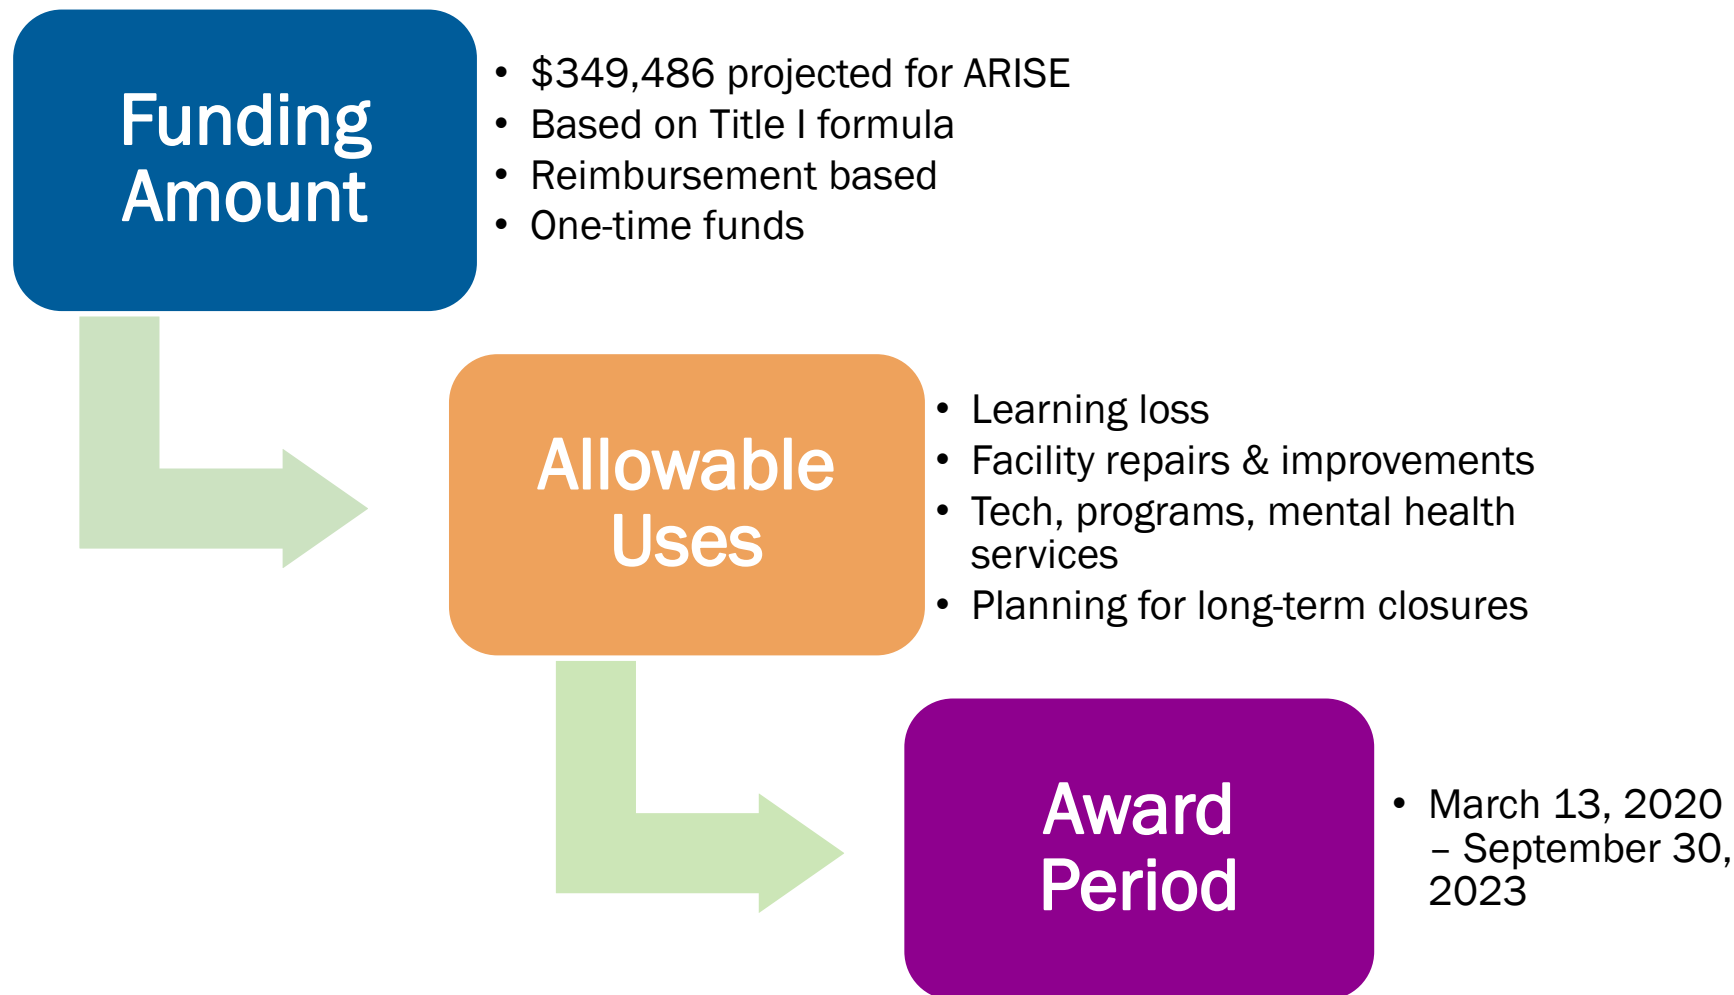 Funding
Amount
• $349,486 projected for ARISE
• Based on Title I formula
• Reimbursement based
• One-time funds
Allowable
Uses
• Learning loss
• Facility repairs & improvements
• Tech, programs, mental health
services
• Planning for long-term closures
Award
Period
• March 13, 2020
– September 30,
2023